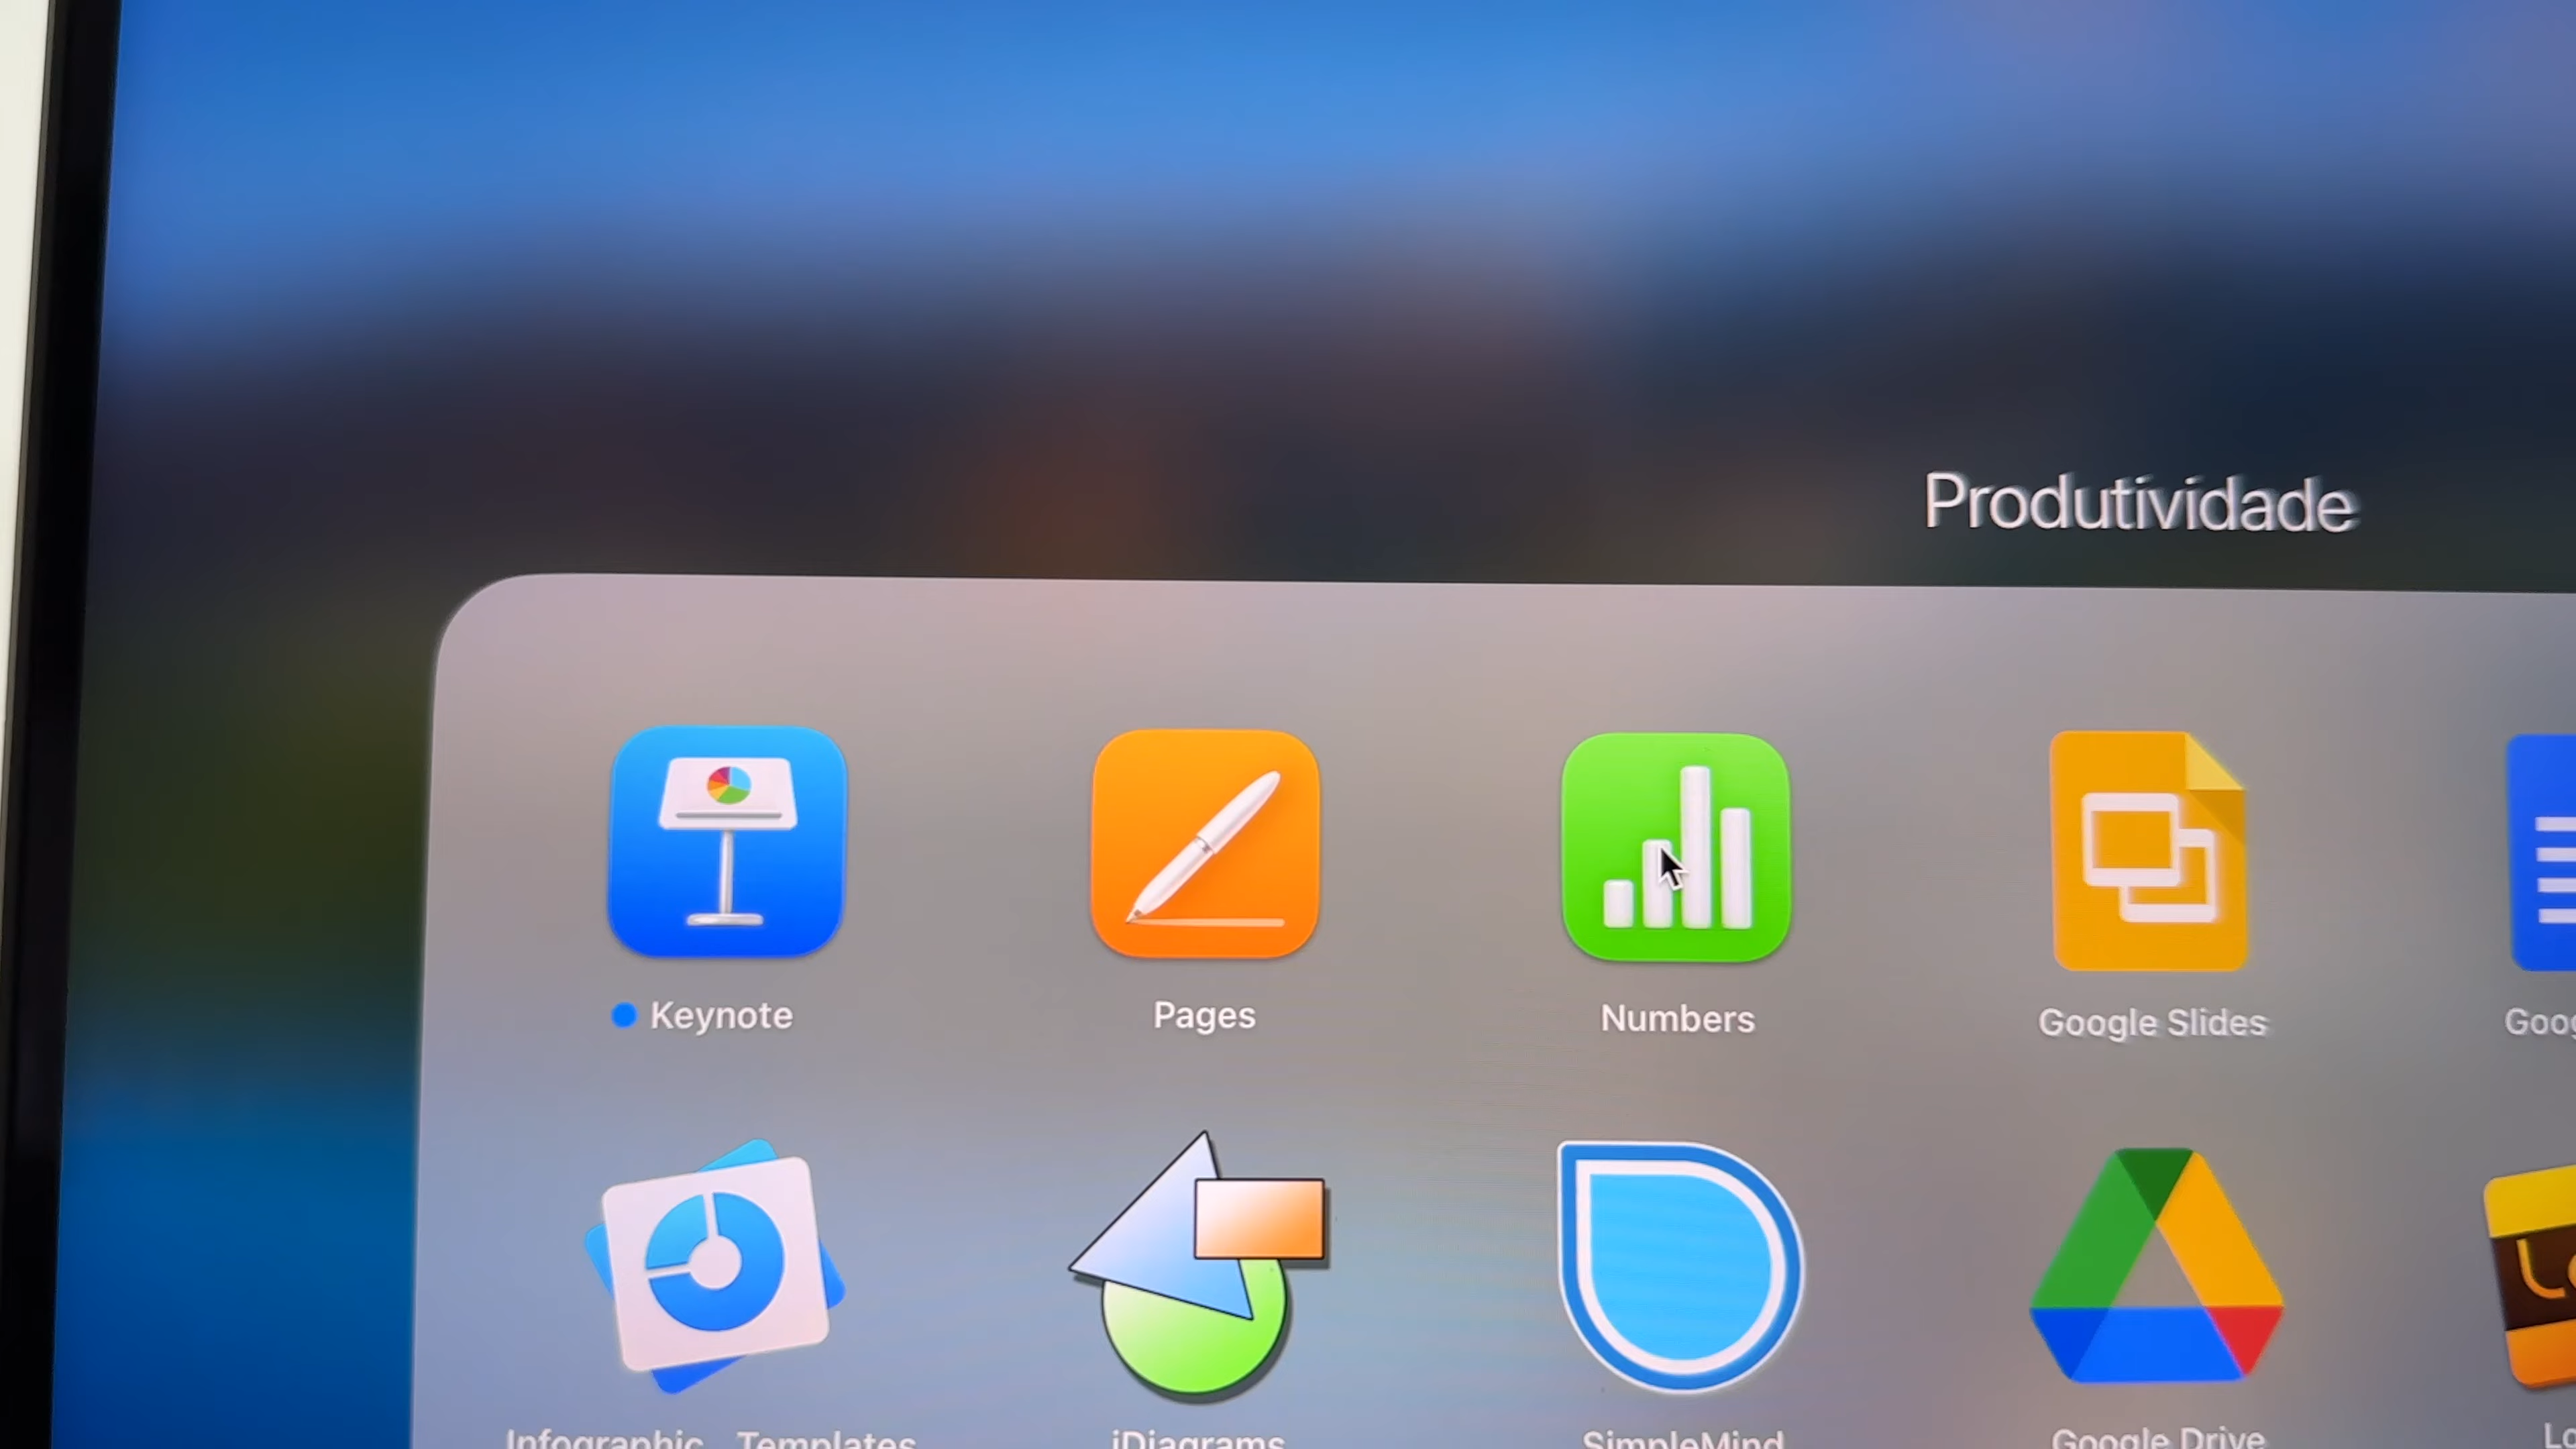 Produtividade
Keynote
Pages
Numbers
Google Slides
Infographic Templates
iDiagrams
SimpleMind
Google Drive